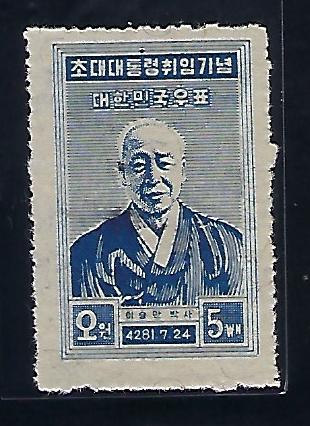 초대대통령취임기념
대한민국우표
이승만 박사
오원
4281.7.24
5WN